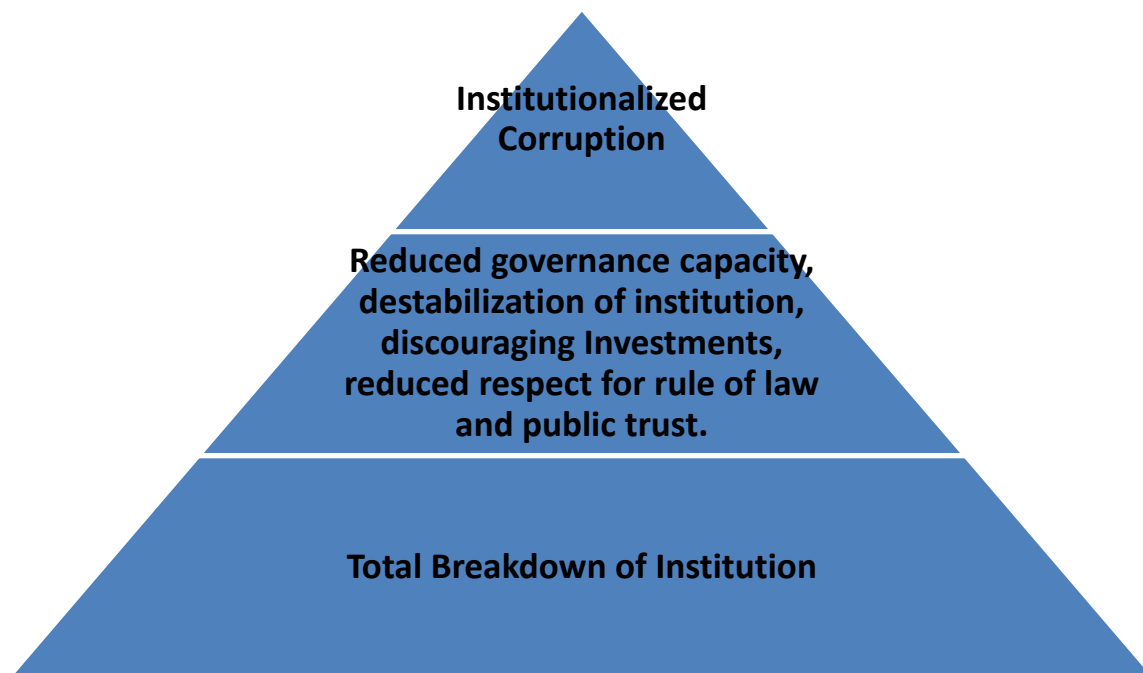 Institutionalized
Corruption
Reduced governance capacity,
destabilization of institution,
discouraging Investments,
reduced respect for rule of law
and public trust.
Total Breakdown of Institution